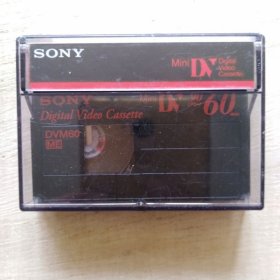 SONY
Mini DV Digital Video Cassette
SONY
Mini DV 60
Digital Video Cassette
DVM60
ME